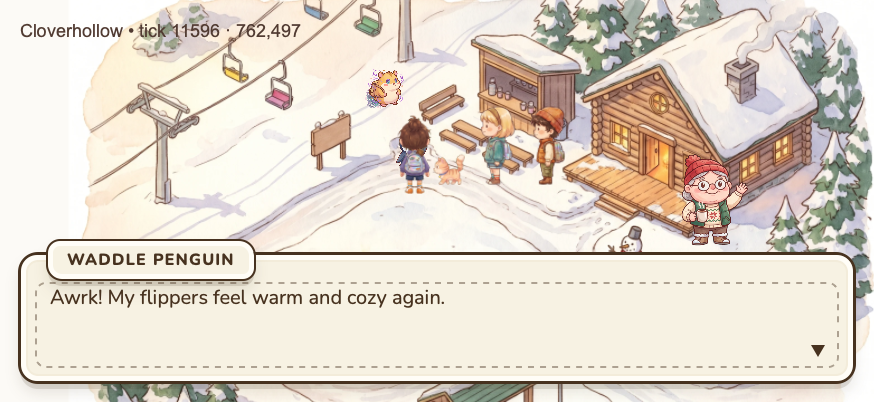 Cloverhollow • tick 11596 · 762,497
WADDLE PENGUIN
Awrk! My flippers feel warm and cozy again.